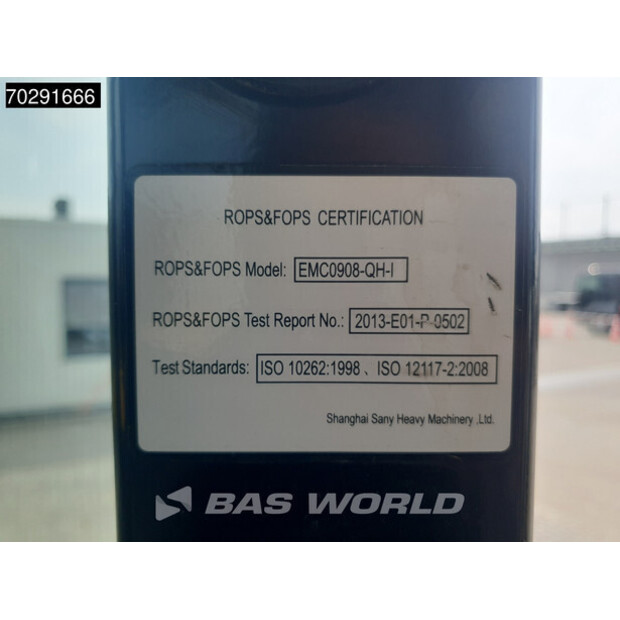 70291666
ROPS&FOPS CERTIFICATION
ROPS&FOPS Model: EMC0908-QH-I
ROPS&FOPS Test Report No.: 2013-E01-P-0502
Test Standards: ISO 10262:1998、ISO 12117-2:2008
Shanghai Sany Heavy Machinery .Ltd.
BAS WORLD